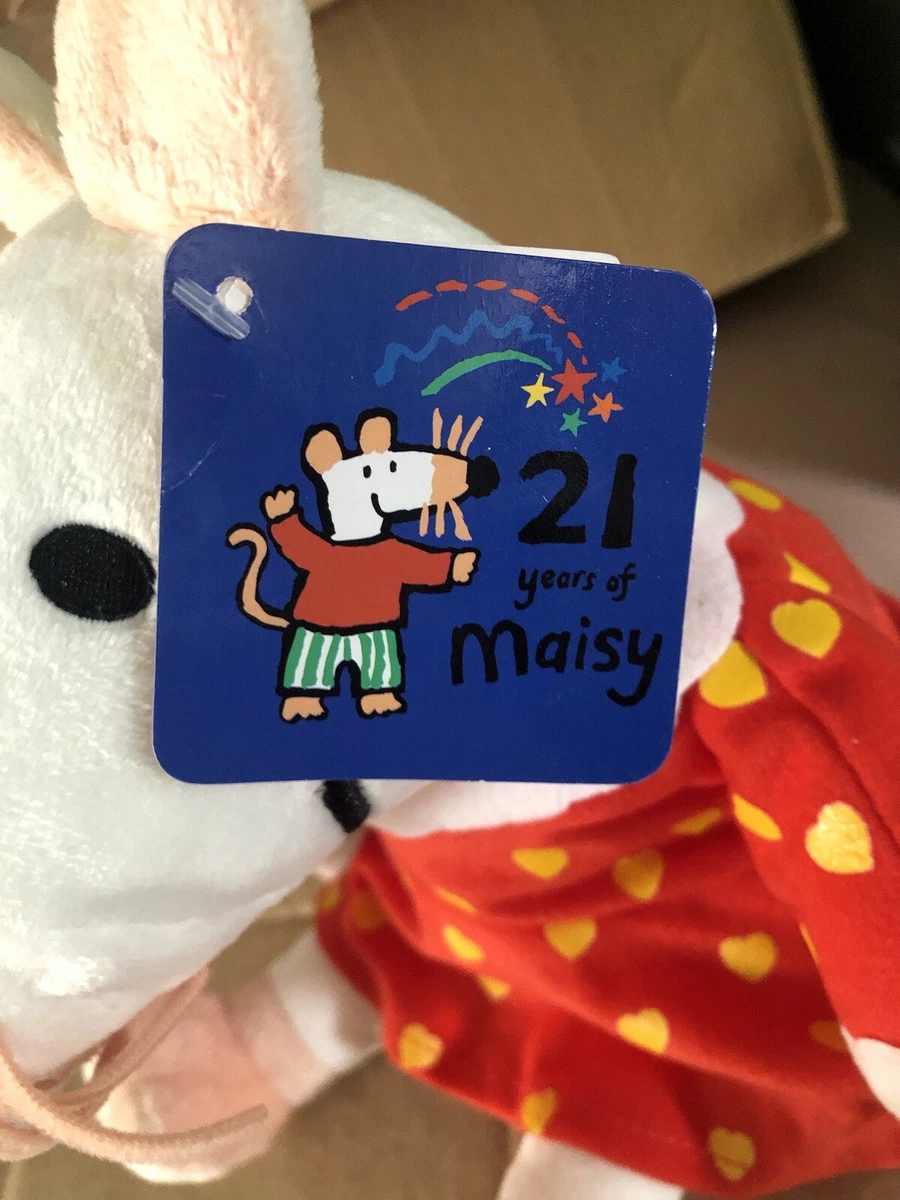 21
years of
Maisy